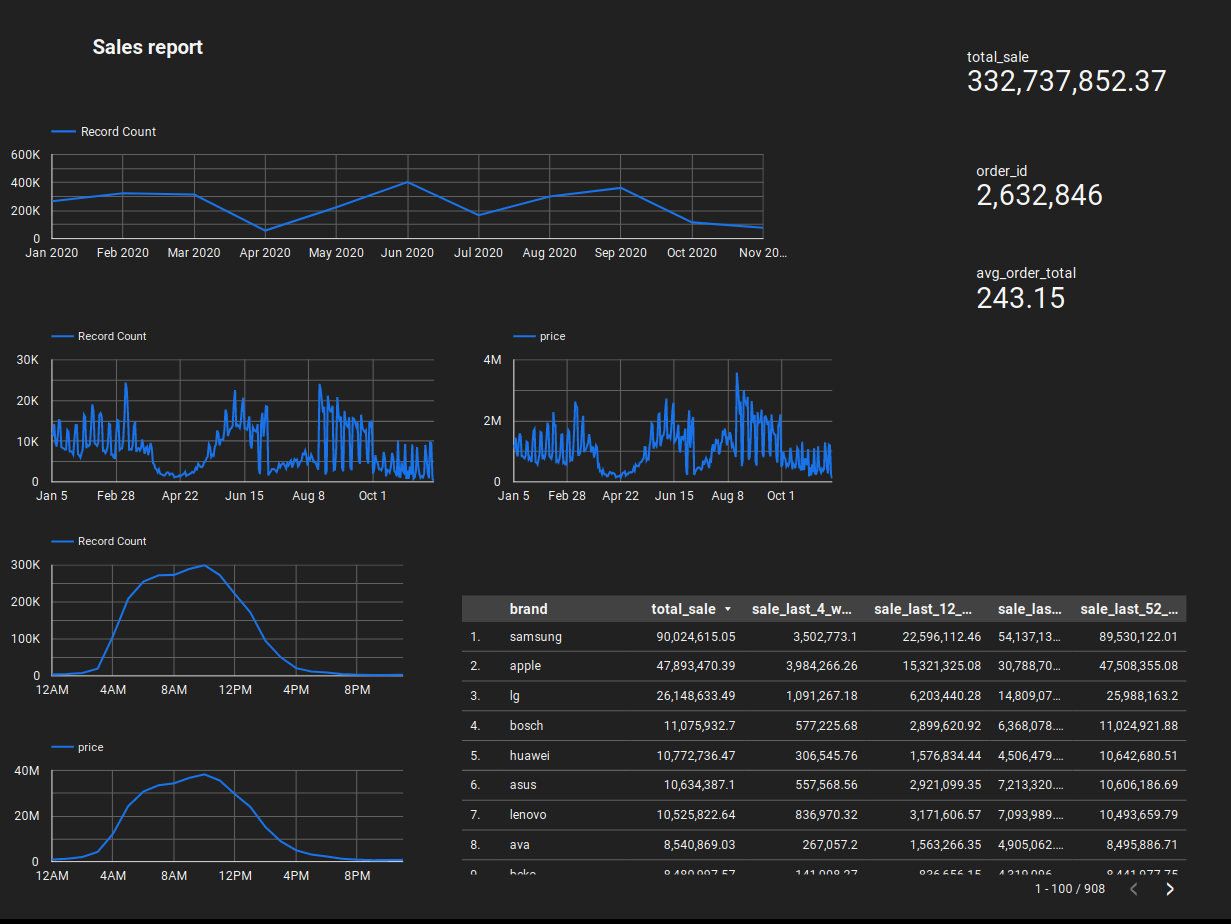 Sales report
total_sale
332,737,852.37
Record Count
600K
400K
200K
0
Jan 2020 Feb 2020 Mar 2020 Apr 2020 May 2020 Jun 2020 Jul 2020 Aug 2020 Sep 2020 Oct 2020 Nov 20...
order_id
2,632,846
avg_order_total
243.15
Record Count
30K
20K
10K
0
Jan 5 Feb 28 Apr 22 Jun 15 Aug 8 Oct 1
price
4M
2M
0
Jan 5 Feb 28 Apr 22 Jun 15 Aug 8 Oct 1
Record Count
300K
200K
100K
0
12AM 4AM 8AM 12PM 4PM 8PM
price
40M
20M
0
12AM 4AM 8AM 12PM 4PM 8PM
brand total_sale sale_last_4_w... sale_last_12_... sale_las... sale_last_52_...
1. samsung 90,024,615.05 3,502,773.1 22,596,112.46 54,137,13... 89,530,122.01
2. apple 47,893,470.39 3,984,266.26 15,321,325.08 30,788,70... 47,508,355.08
3. lg 26,148,633.49 1,091,267.18 6,203,440.28 14,809,07... 25,988,163.2
4. bosch 11,075,932.7 577,225.68 2,899,620.92 6,368,078.... 11,024,921.88
5. huawei 10,772,736.47 306,545.76 1,576,834.44 4,506,479.... 10,642,680.51
6. asus 10,634,387.1 557,568.56 2,921,099.35 7,213,320.... 10,606,186.69
7. lenovo 10,525,822.64 836,970.32 3,171,606.57 7,093,989.... 10,493,659.79
8. ava 8,540,869.03 267,057.2 1,563,266.35 4,905,062.... 8,495,886.71
1 - 100 / 908